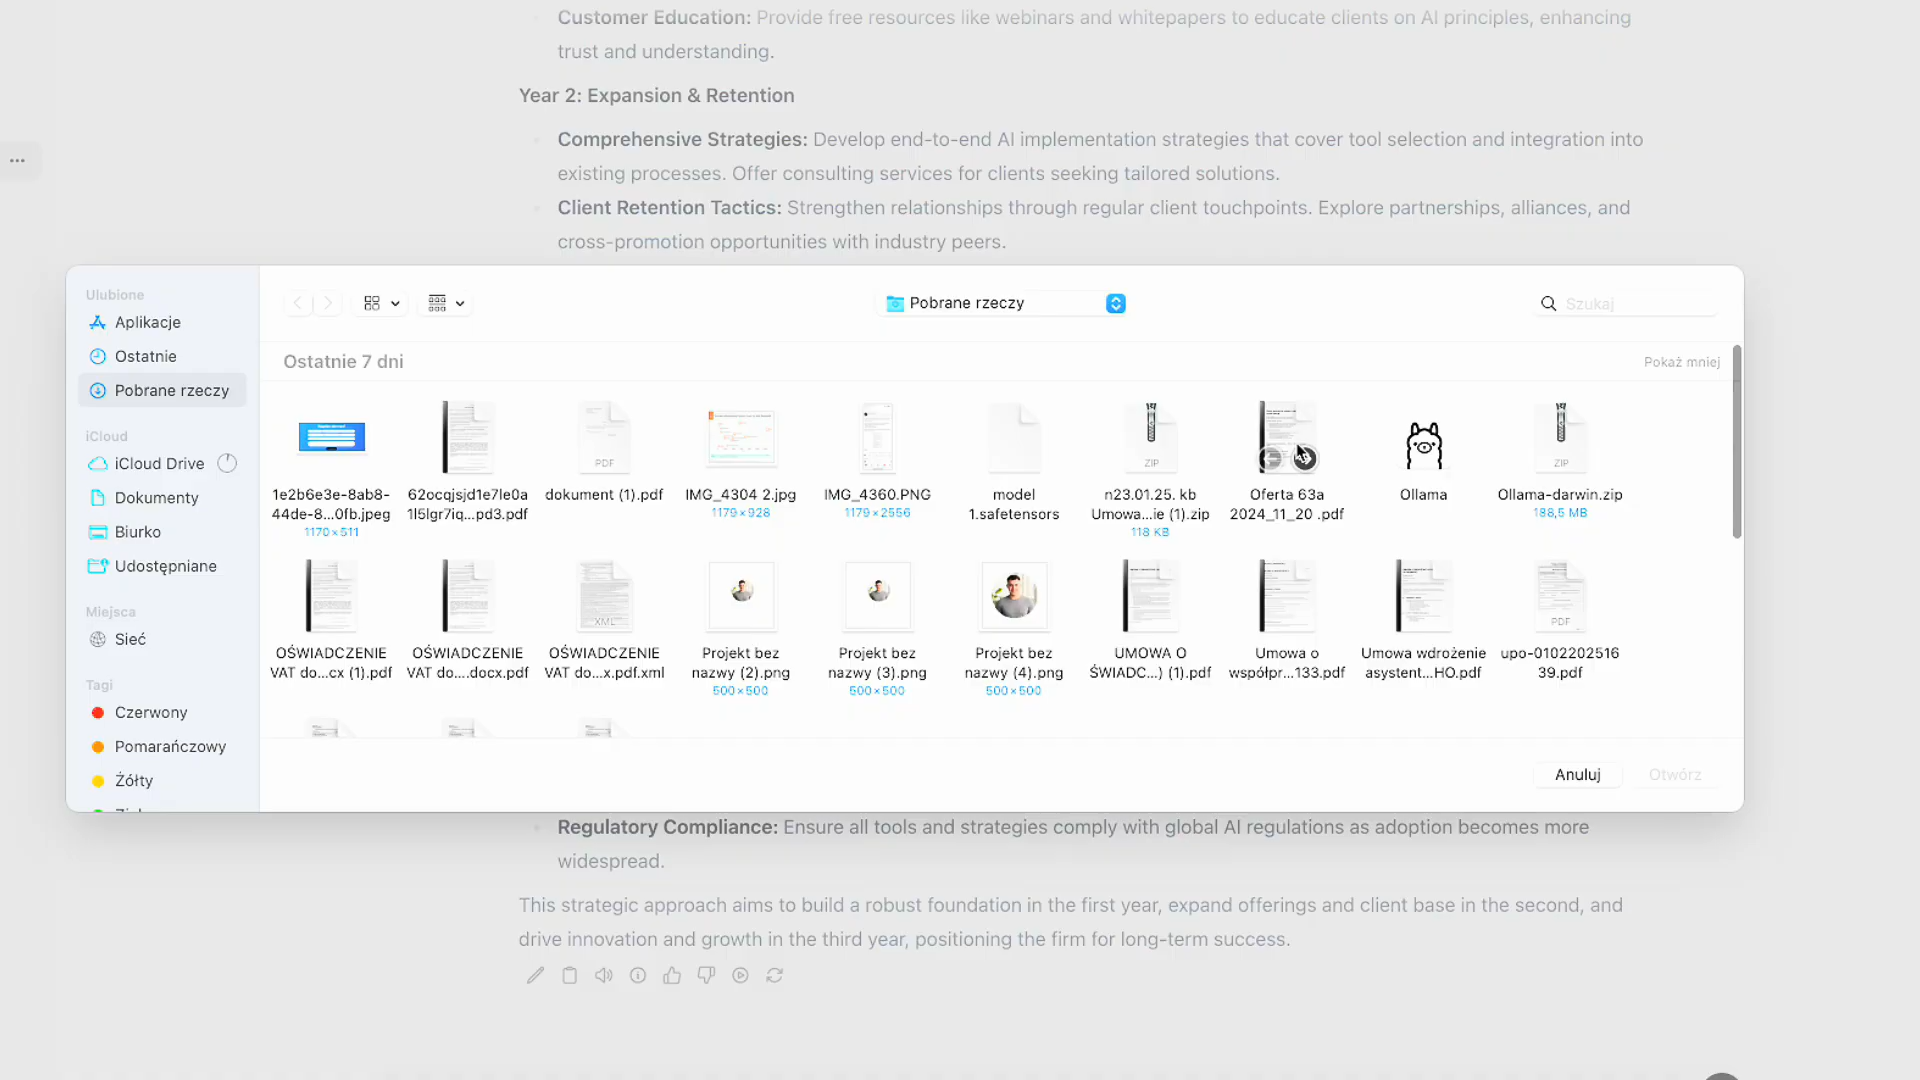 Customer Education: Provide free resources like webinars and whitepapers to educate clients on AI principles, enhancing
trust and understanding.
Year 2: Expansion & Retention
Comprehensive Strategies: Develop end-to-end AI implementation strategies that cover tool selection and integration into
existing processes. Offer consulting services for clients seeking tailored solutions.
Client Retention Tactics: Strengthen relationships through regular client touchpoints. Explore partnerships, alliances, and
cross-promotion opportunities with industry peers.
Ulubione
Aplikacje
Ostatnie
Pobrane rzeczy
iCloud
iCloud Drive
Dokumenty
Biurko
Udostępniane
Miejsca
Sieć
Tagi
Czerwony
Pomarańczowy
Żółty
Pobrane rzeczy
Szukaj
Ostatnie 7 dni
Pokaż mniej
PDF
ZIP
ZIP
1e2b6e3e-8ab8-
44de-8...0fb.jpeg
1170×511
62ocqjsjd1e7le0a
1l5lgr7iq...pd3.pdf
dokument (1).pdf
IMG_4304 2.jpg
1179×928
IMG_4360.PNG
1179×2556
model
1.safetensors
n23.01.25. kb
Umowa...ie (1).zip
118 KB
Oferta 63a
2024_11_20 .pdf
Ollama
Ollama-darwin.zip
188,5 MB
XML
PDF
OŚWIADCZENIE
VAT do...cx (1).pdf
OŚWIADCZENIE
VAT do....docx.pdf
OŚWIADCZENIE
VAT do...x.pdf.xml
Projekt bez
nazwy (2).png
500×500
Projekt bez
nazwy (3).png
500×500
Projekt bez
nazwy (4).png
500×500
UMOWA O
ŚWIADC...) (1).pdf
Umowa o
współpr...133.pdf
Umowa wdrożenie
asystent...HO.pdf
upo-0102202516
39.pdf
Anuluj
Otwórz
Regulatory Compliance: Ensure all tools and strategies comply with global AI regulations as adoption becomes more
widespread.
This strategic approach aims to build a robust foundation in the first year, expand offerings and client base in the second, and
drive innovation and growth in the third year, positioning the firm for long-term success.